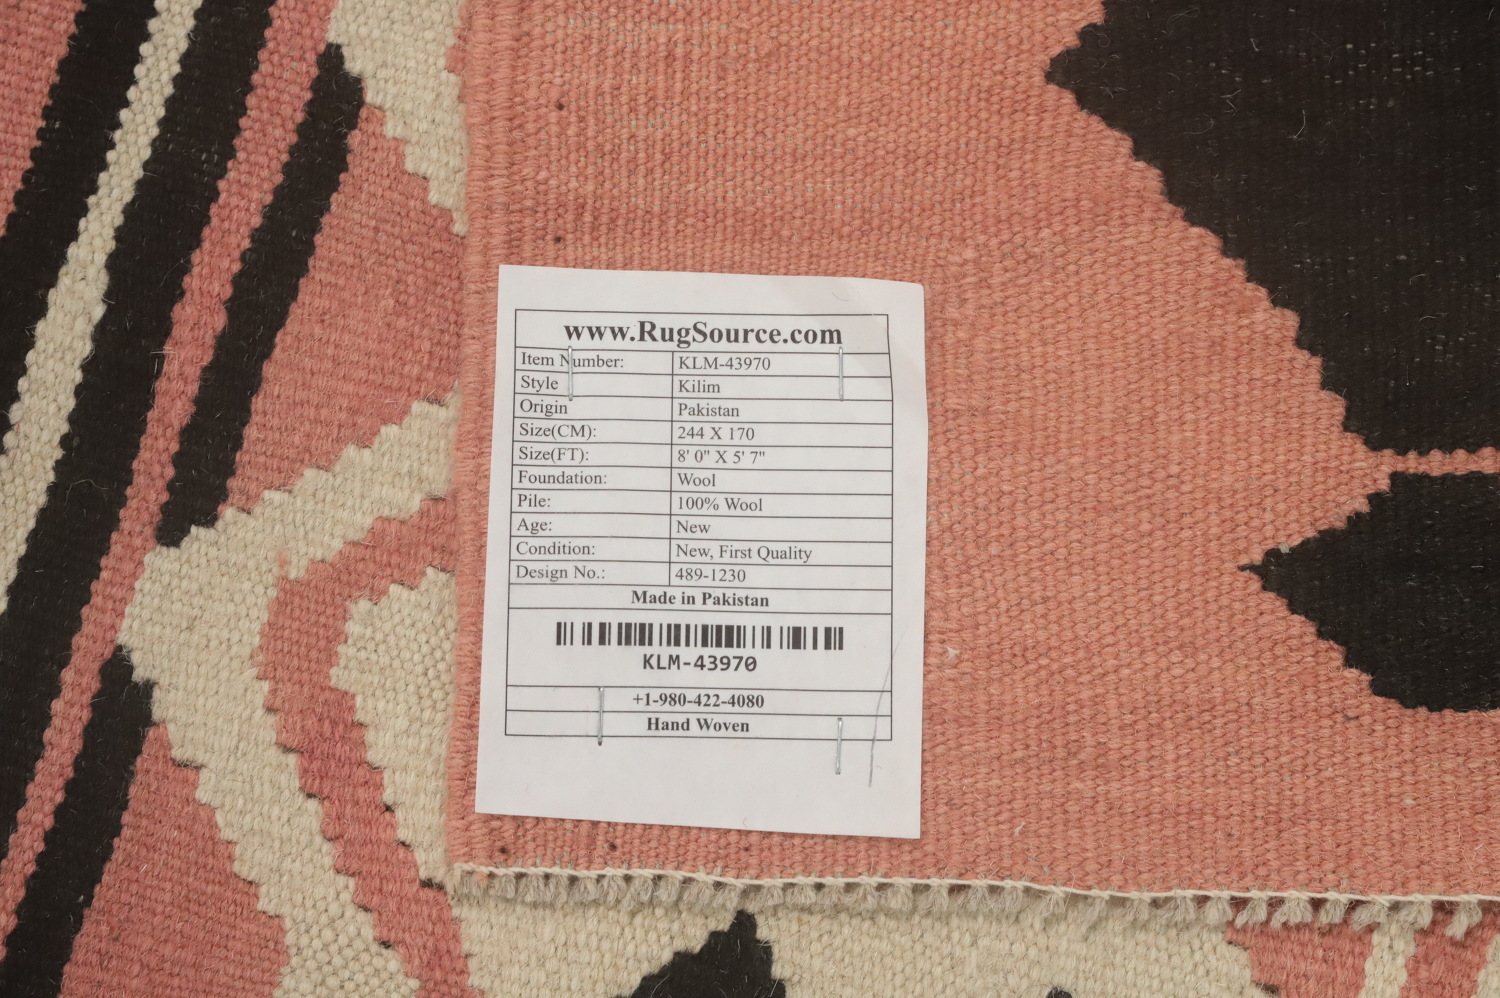 www.RugSource.com
Item Number: KLM-43970
Style Kilim
Origin Pakistan
Size(CM): 244 X 170
Size(FT): 8' 0" X 5' 7"
Foundation: Wool
Pile: 100% Wool
Age: New
Condition: New, First Quality
Design No.: 489-1230
Made in Pakistan
KLM-43970
+1-980-422-4080
Hand Woven